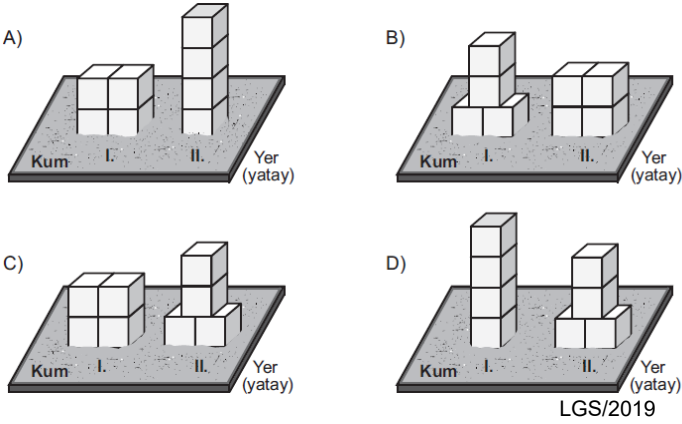 A)
Kum
I.
II.
Yer
(yatay)
B)
Kum
I.
II.
Yer
(yatay)
C)
Kum
I.
II.
Yer
(yatay)
D)
Kum
I.
II.
Yer
(yatay)
LGS/2019